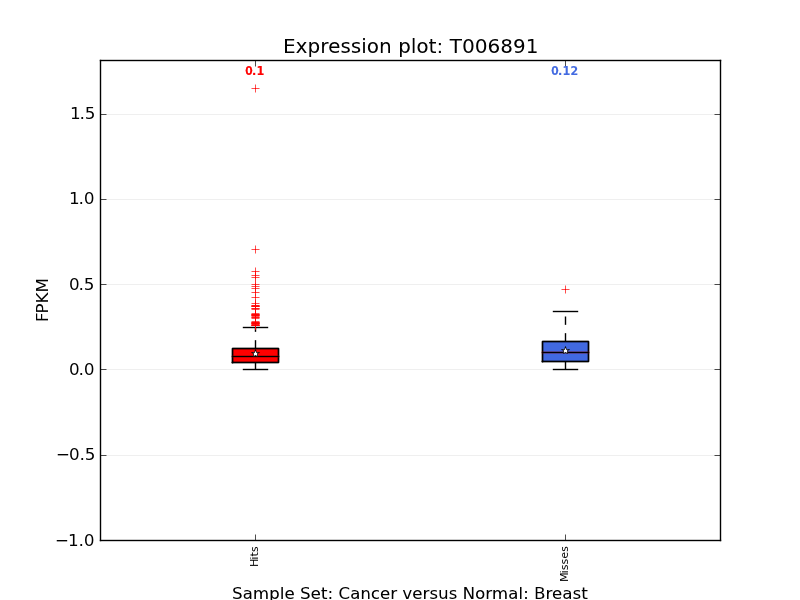 Expression plot: T006891
0.1
0.12
1.5
1.0
0.5
0.0
−0.5
−1.0
FPKM
Hits
Misses
Sample Set: Cancer versus Normal: Breast